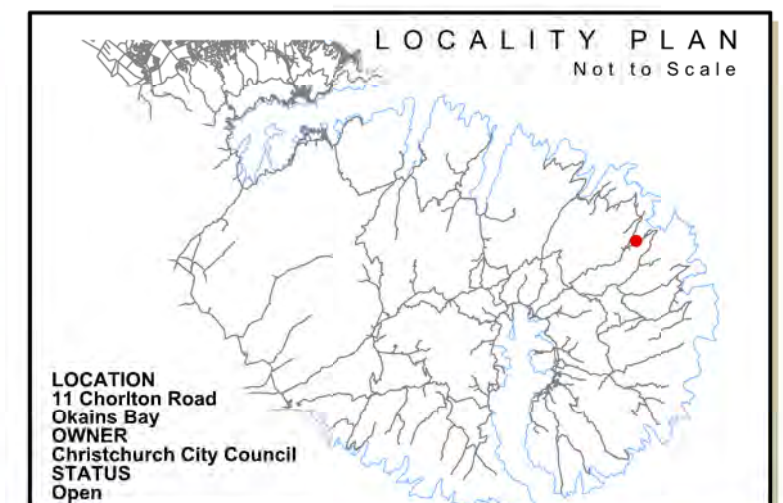 LOCALITY PLAN
Not to Scale
LOCATION
11 Chorlton Road
Okains Bay
OWNER
Christchurch City Council
STATUS
Open